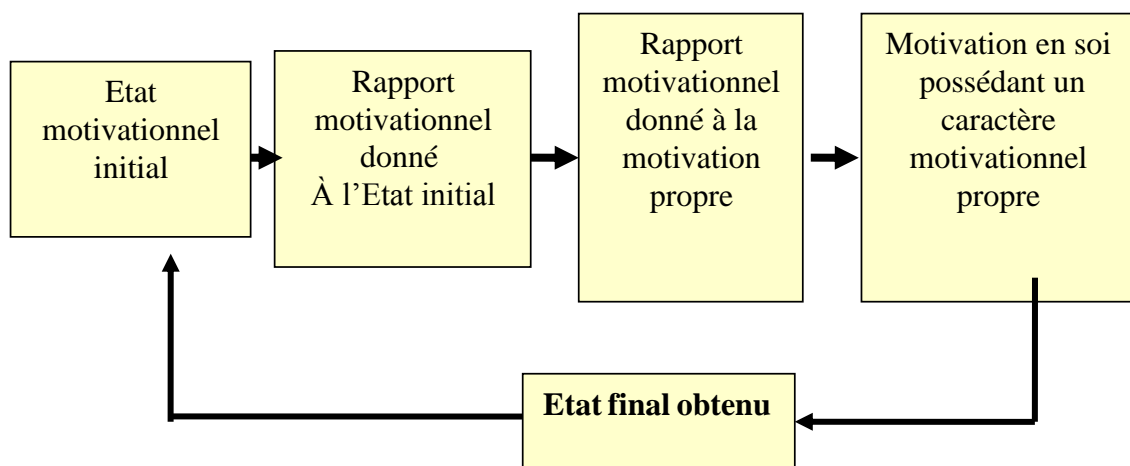 Etat
motivationnel
initial
Rapport
motivationnel
donné
À l’Etat initial
Rapport
motivationnel
donné à la
motivation
propre
Motivation en soi
possédant un
caractère
motivationnel
propre
Etat final obtenu